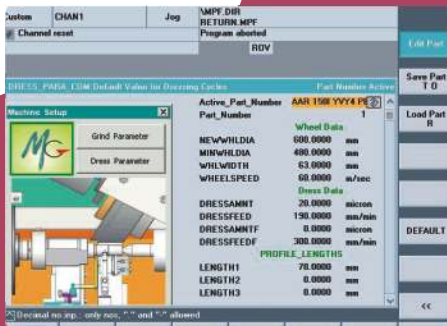 Custom CHAN1 Jog \MPF.DIR
RETURN.MPF
Channel reset Program aborted
ROV
DRESS_PARA_COM:Default Value for Dressing Cycles Part Number Active
Edit Part
Save Part
T O
Load Part
R
DEFAULT
<<
Machine Setup
MG
Grind Parameter
Dress Parameter
Active_Part_Number AAR 150I YVY4 P
Part_Number 1
Wheel Data
NEWWHLDIA 600.0000 mm
MINWHLDIA 480.0000 mm
WHLWIDTH 63.0000 mm
WHEELSPEED 60.0000 m/sec
Dress Data
DRESSAMNT 20.0000 micron
DRESSFEED 190.0000 mm/min
DRESSAMNTF 0.0000 micron
DRESSFEEDF 300.0000 mm/min
PROFILE_LENGTHS
LENGTH1 70.0000 mm
LENGTH2 0.0000 mm
LENGTH3 0.0000 mm
Decimal no inp.: only nos, "." and "-" allowed